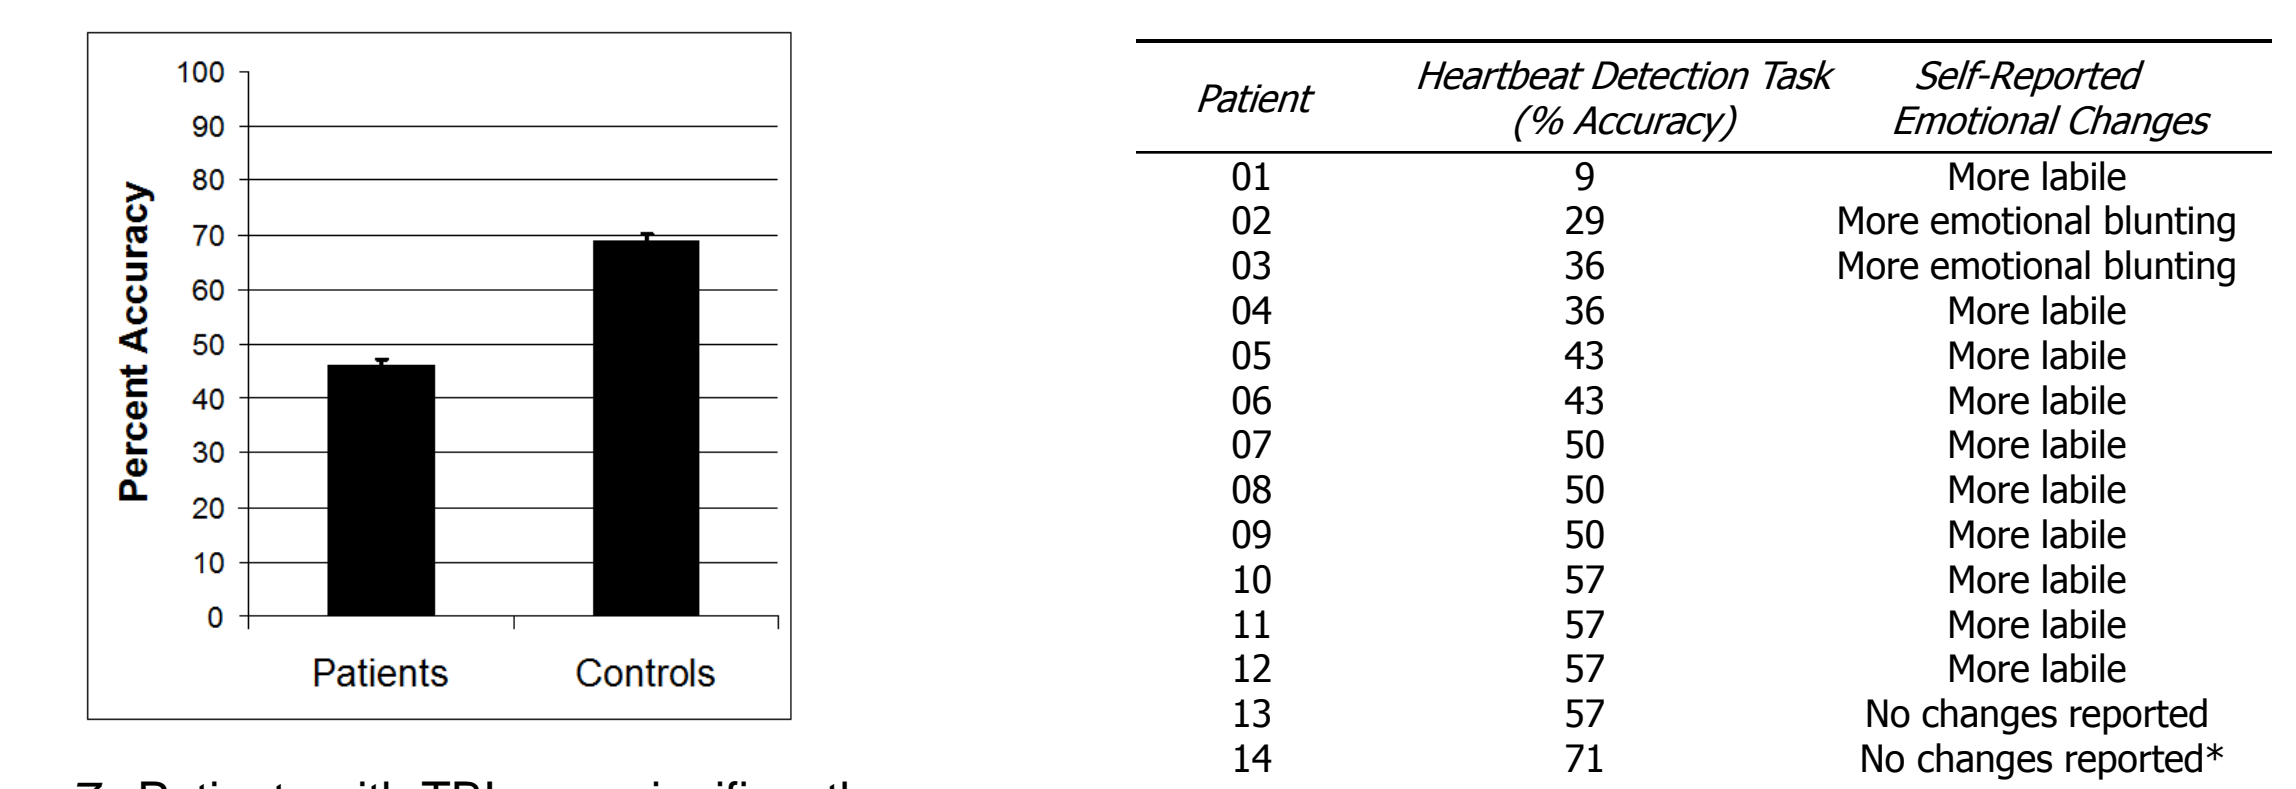 100
90
80
70
60
50
40
30
20
10
0
Percent Accuracy
Patients Controls
Patient Heartbeat Detection Task (% Accuracy) Self-Reported Emotional Changes
01 9 More labile
02 29 More emotional blunting
03 36 More emotional blunting
04 36 More labile
05 43 More labile
06 43 More labile
07 50 More labile
08 50 More labile
09 50 More labile
10 57 More labile
11 57 More labile
12 57 More labile
13 57 No changes reported
14 71 No changes reported*
Patients with TBI